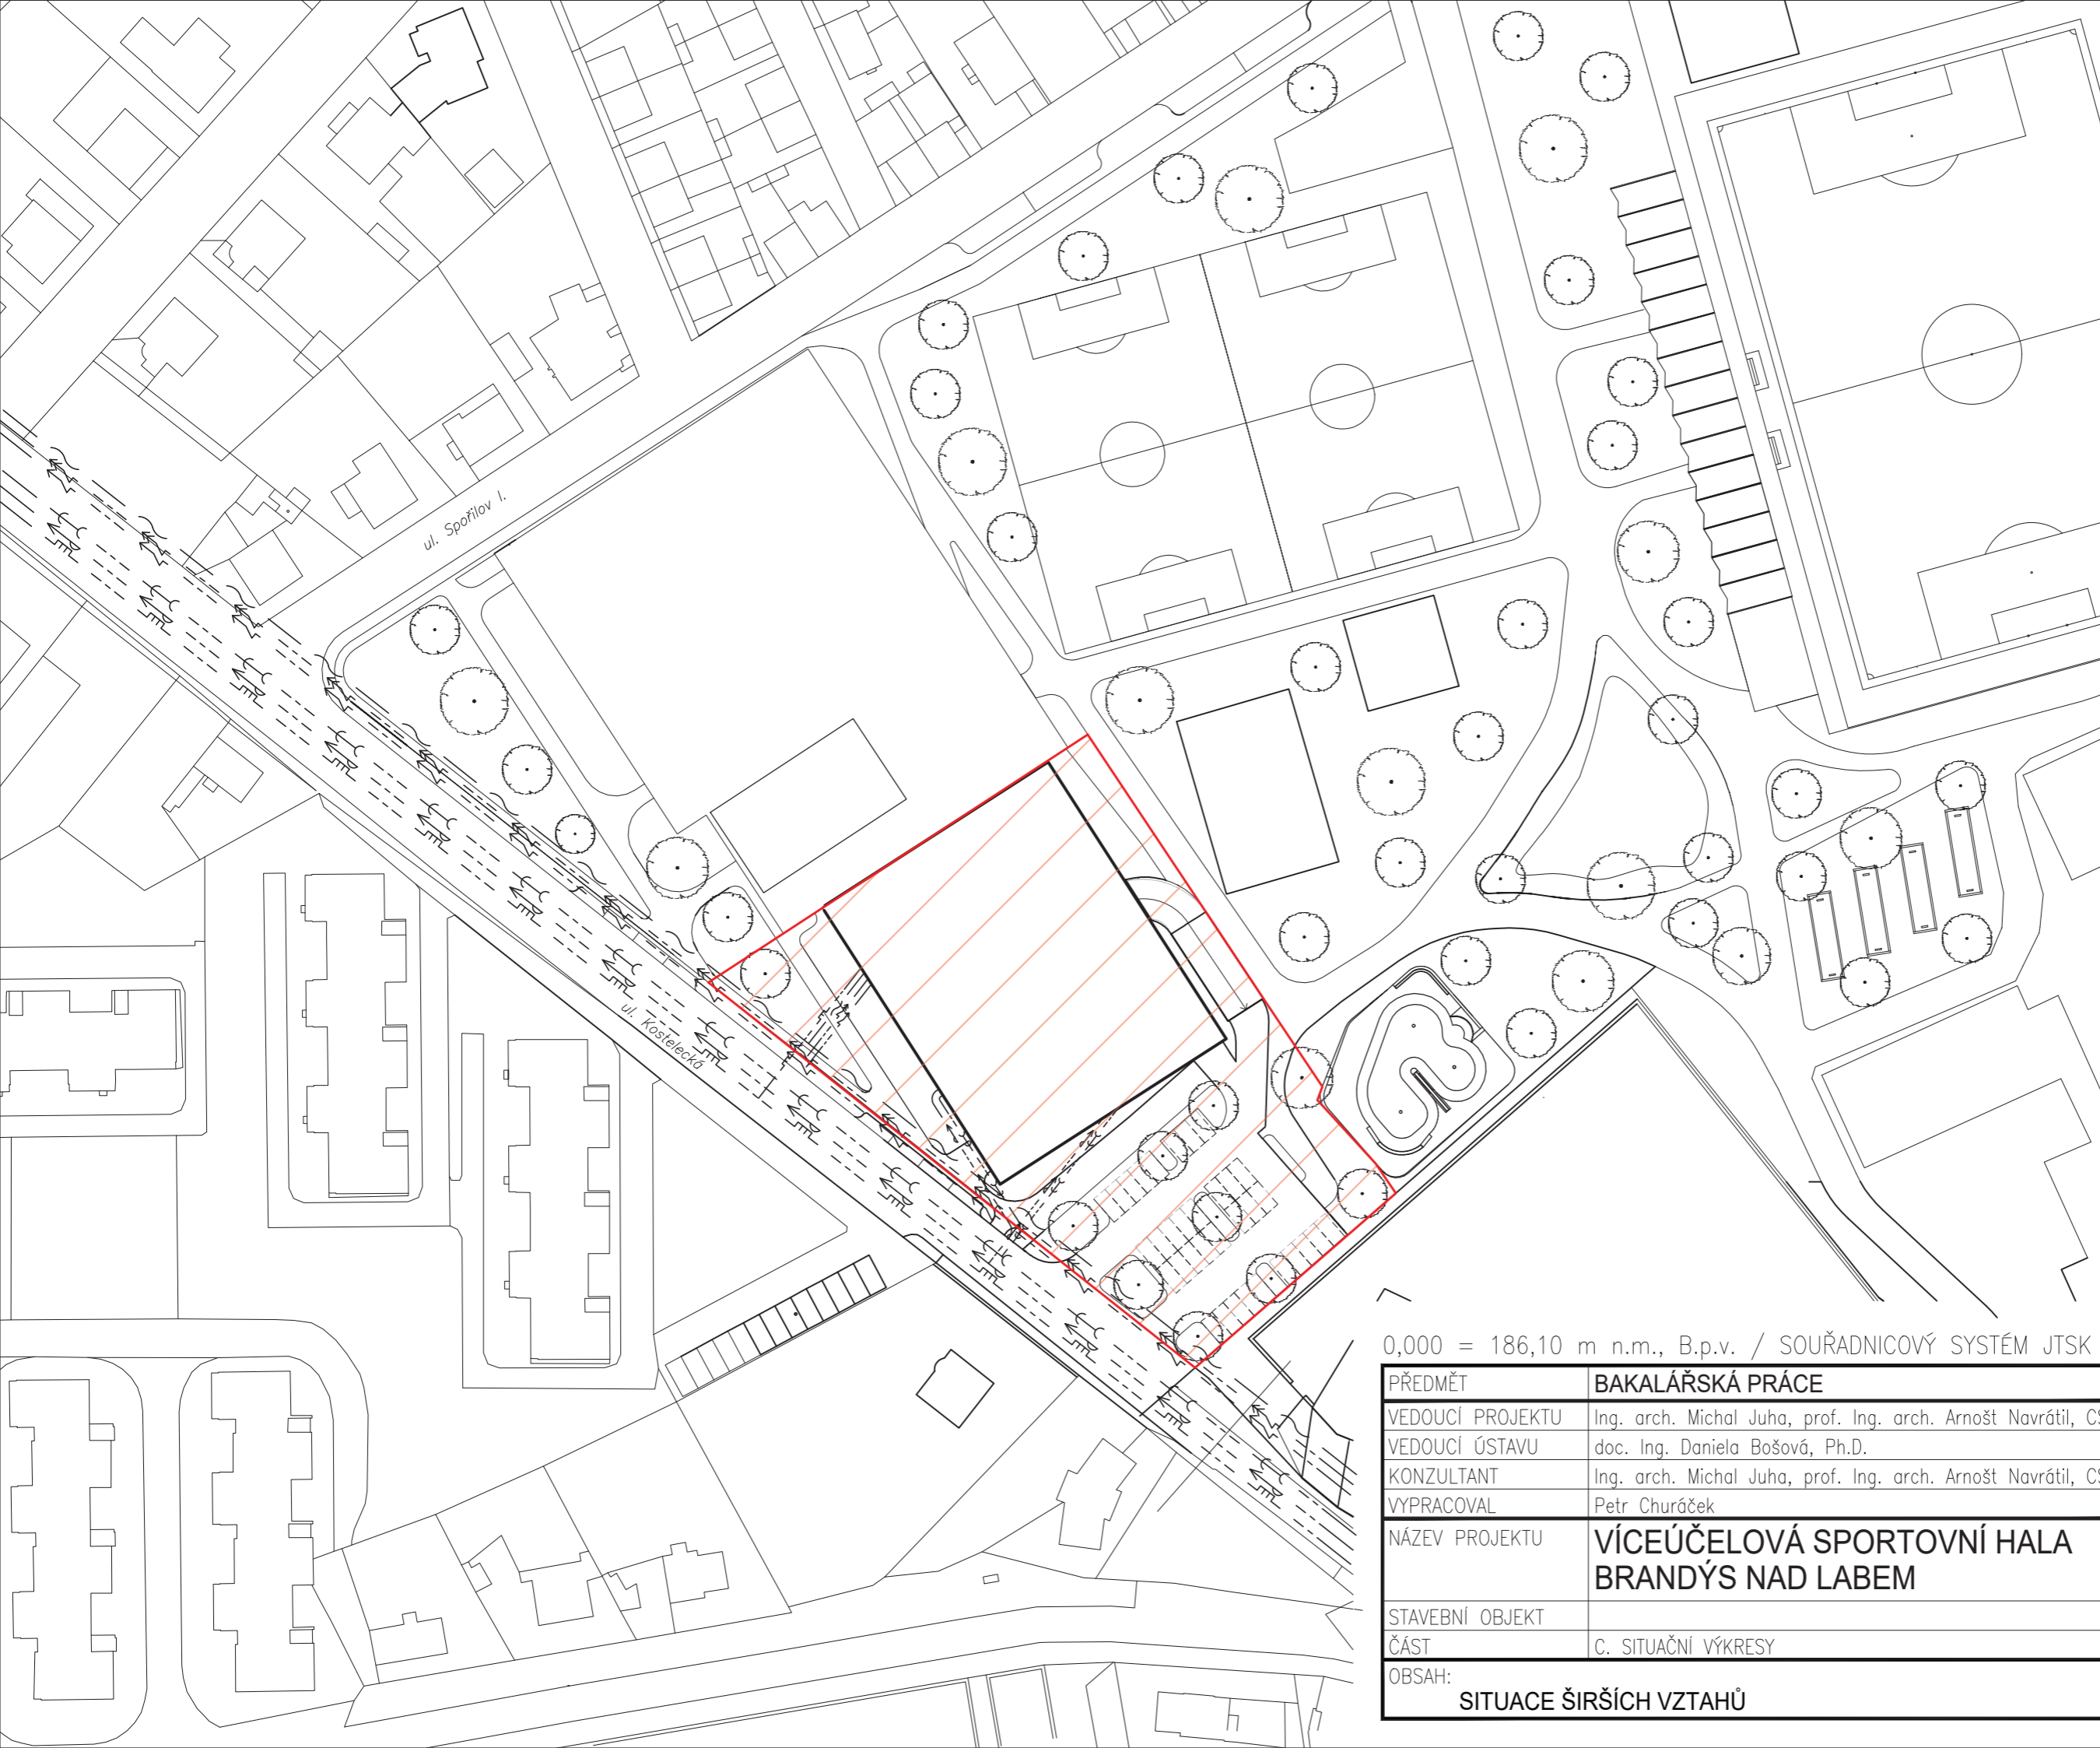 ul. Spořilov I.
ul. Kostelecká
0,000 = 186,10 m n.m., B.p.v. / SOUŘADNICOVÝ SYSTÉM JTSK
PŘEDMĚT BAKALÁŘSKÁ PRÁCE
VEDOUCÍ PROJEKTU Ing. arch. Michal Juha, prof. Ing. arch. Arnošt Navrátil,
VEDOUCÍ ÚSTAVU doc. Ing. Daniela Bošová, Ph.D.
KONZULTANT Ing. arch. Michal Juha, prof. Ing. arch. Arnošt Navrátil,
VYPRACOVAL Petr Churáček
NÁZEV PROJEKTU VÍCEÚČELOVÁ SPORTOVNÍ HALA
BRANDÝS NAD LABEM
STAVEBNÍ OBJEKT
ČÁST C. SITUAČNÍ VÝKRESY
OBSAH:
SITUACE ŠIRŠÍCH VZTAHŮ